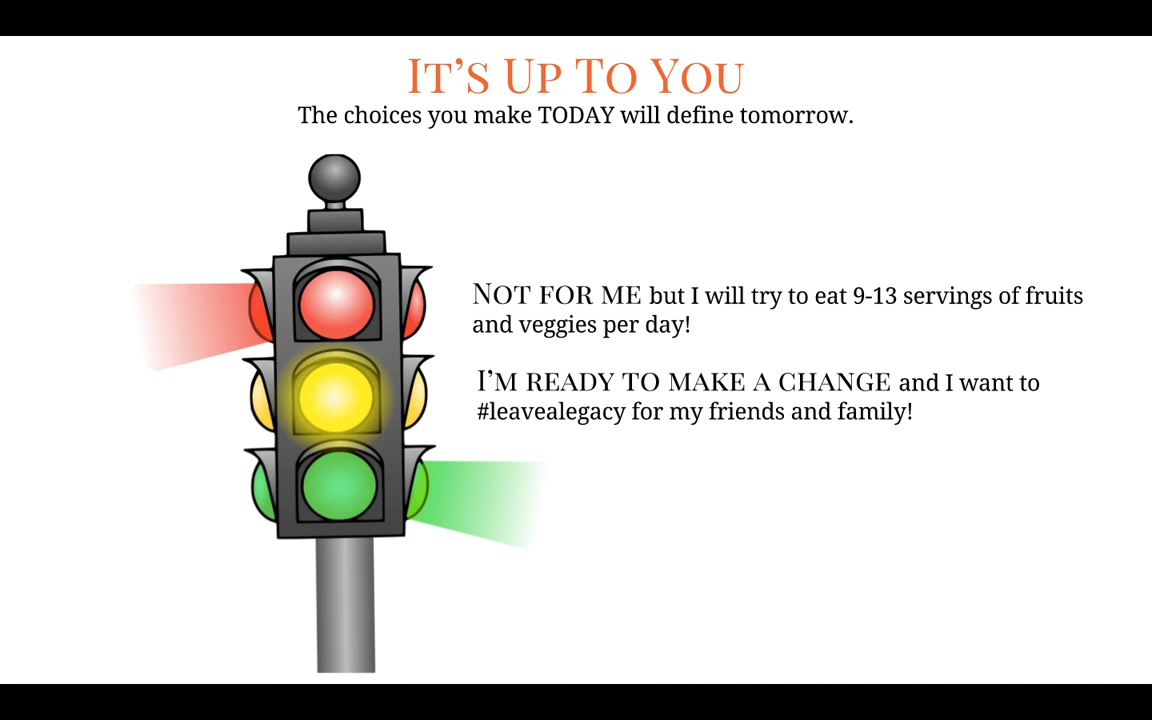 It's Up To You
The choices you make TODAY will define tomorrow.
Not for me but I will try to eat 9-13 servings of fruits
and veggies per day!
I'm ready to make a change and I want to
#leavealegacy for my friends and family!